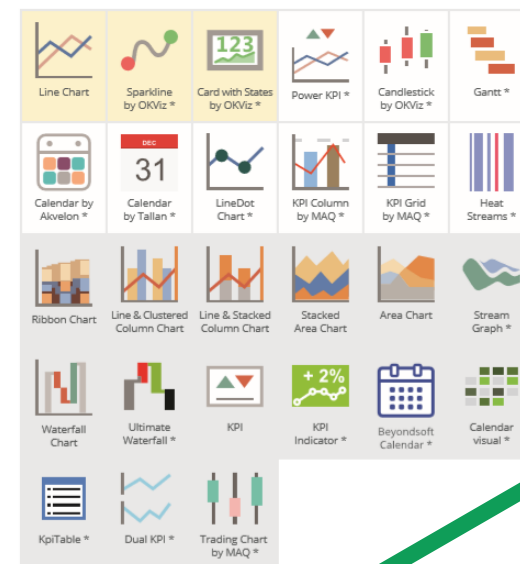 123
Line Chart
Sparkline
by OKViz *
Card with States
by OKViz *
Power KPI *
Candlestick
by OKViz *
Gantt *
DEC
31
Calendar by
Akvelon *
Calendar
by Tallan *
LineDot
Chart *
KPI Column
by MAQ *
KPI Grid
by MAQ *
Heat
Streams *
Ribbon Chart
Line & Clustered
Column Chart
Line & Stacked
Column Chart
Stacked
Area Chart
Area Chart
Stream
Graph *
+ 2%
Waterfall
Chart
Ultimate
Waterfall *
KPI
KPI
Indicator *
Beyondsoft
Calendar *
Calendar
visual *
KpiTable *
Dual KPI *
Trading Chart
by MAQ *